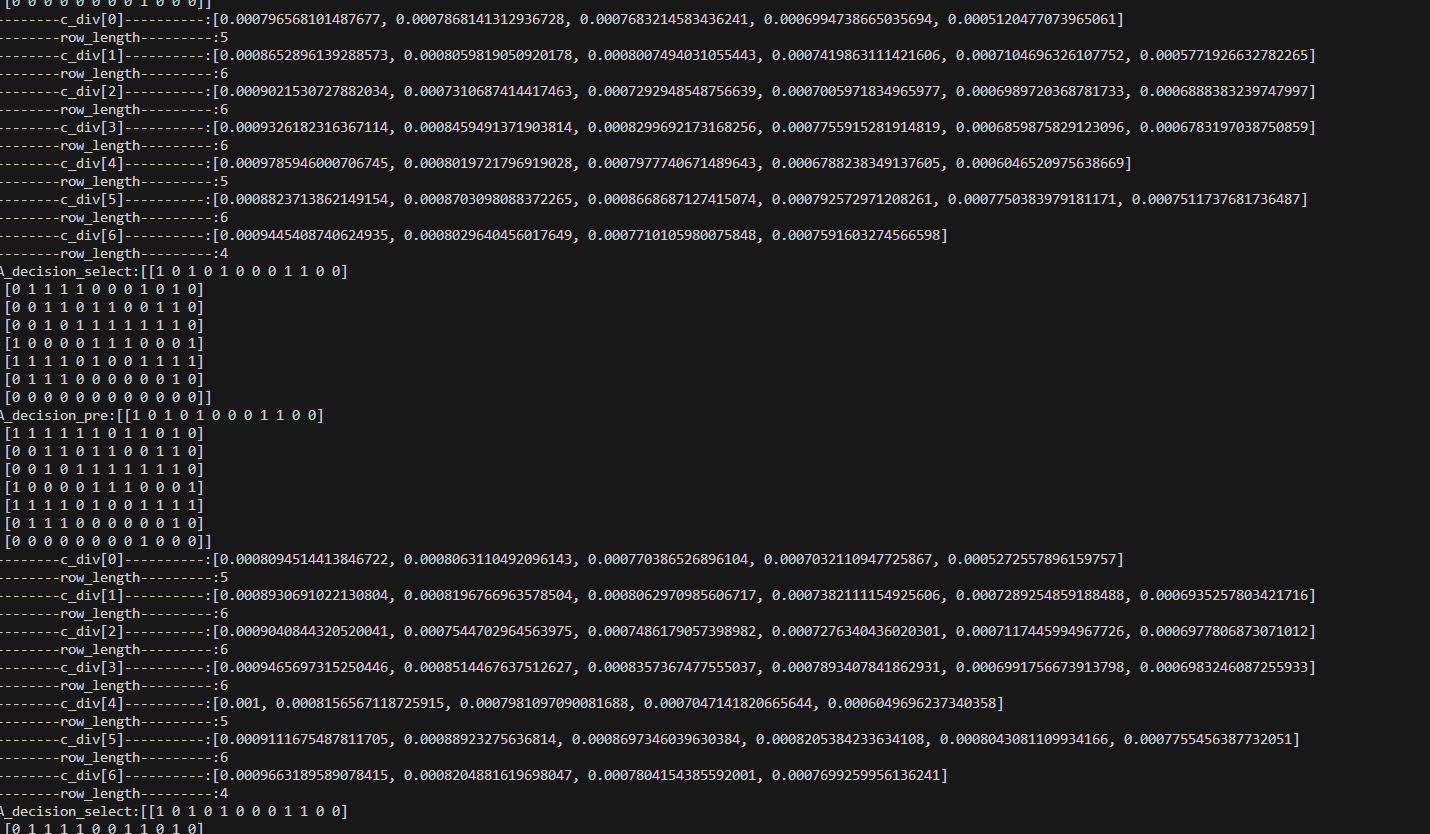 [0 0 0 0 0 0 0 0 1 0 0 0]]
--------c_div[0]----------:[0.000796568101487677, 0.0007868141312936728, 0.0007683214583436241, 0.0006994738665035694, 0.0005120477073965061]
--------row_length---------:5
--------c_div[1]----------:[0.0008652896139288573, 0.0008059819050920178, 0.0008007494031055443, 0.0007419863111421606, 0.0007104696326107752, 0.0005771926632782265]
--------row_length---------:6
--------c_div[2]----------:[0.0009021530727882034, 0.0007310687414417463, 0.0007292948548756639, 0.0007005971834965977, 0.0006989720368781733, 0.0006888383239747997]
--------row_length---------:6
--------c_div[3]----------:[0.0009326182316367114, 0.0008459491371903814, 0.0008299692173168256, 0.0007755915281914819, 0.0006859875829123096, 0.0006783197038750859]
--------row_length---------:6
--------c_div[4]----------:[0.0009785946000706745, 0.0008019721796919028, 0.0007977740671489643, 0.0006788238349137605, 0.0006046520975638669]
--------row_length---------:5
--------c_div[5]----------:[0.0008823713862149154, 0.0008703098088372265, 0.0008668687127415074, 0.000792572971208261, 0.0007750383979181171, 0.0007511737681736487]
--------row_length---------:6
--------c_div[6]----------:[0.0009445408740624935, 0.0008029640456017649, 0.0007710105980075848, 0.0007591603274566598]
--------row_length---------:4
A_decision_select:[[1 0 1 0 1 0 0 0 1 1 0 0]
[0 1 1 1 1 0 0 0 1 0 1 0]
[0 0 1 1 0 1 1 0 0 1 1 0]
[0 0 1 0 1 1 1 1 1 1 1 0]
[1 0 0 0 0 1 1 1 0 0 0 1]
[1 1 1 1 0 1 0 0 1 1 1 1]
[0 1 1 1 0 0 0 0 0 0 1 0]
[0 0 0 0 0 0 0 0 0 0 0 0]]
A_decision_pre:[[1 0 1 0 1 0 0 0 1 1 0 0]
[1 1 1 1 1 1 0 1 1 0 1 0]
[0 0 1 1 0 1 1 0 0 1 1 0]
[0 0 1 0 1 1 1 1 1 1 1 0]
[1 0 0 0 0 1 1 1 0 0 0 1]
[1 1 1 1 0 1 0 0 1 1 1 1]
[0 1 1 1 0 0 0 0 0 0 1 0]
[0 0 0 0 0 0 0 0 1 0 0 0]]
--------c_div[0]----------:[0.0008094514413846722, 0.0008063110492096143, 0.000770386526896104, 0.0007032110947725867, 0.0005272557896159757]
--------row_length---------:5
--------c_div[1]----------:[0.0008930691022130804, 0.0008196766963578504, 0.0008062970985606717, 0.0007382111154925606, 0.0007289254859188488, 0.0006935257803421716]
--------row_length---------:6
--------c_div[2]----------:[0.0009040844320520041, 0.0007544702964563975, 0.0007486179057398982, 0.0007276340436020301, 0.0007117445994967726, 0.0006977806873071012]
--------row_length---------:6
--------c_div[3]----------:[0.0009465697315250446, 0.0008514467637512627, 0.0008357367477555037, 0.0007893407841862931, 0.0006991756673913798, 0.0006983246087255933]
--------row_length---------:6
--------c_div[4]----------:[0.001, 0.0008156567118725915, 0.0007981097090081688, 0.0007047141820665644, 0.0006049696237340358]
--------row_length---------:5
--------c_div[5]----------:[0.0009111675487811705, 0.00088923275636814, 0.0008697346039630384, 0.0008205384233634108, 0.0008043081109934166, 0.0007755456387732051]
--------row_length---------:6
--------c_div[6]----------:[0.0009663189589078415, 0.0008204881619698047, 0.0007804154385592001, 0.0007699259956136241]
--------row_length---------:4
A_decision_select:[[1 0 1 0 1 0 0 0 1 1 0 0]
[0 1 1 1 1 0 0 1 1 0 1 0]